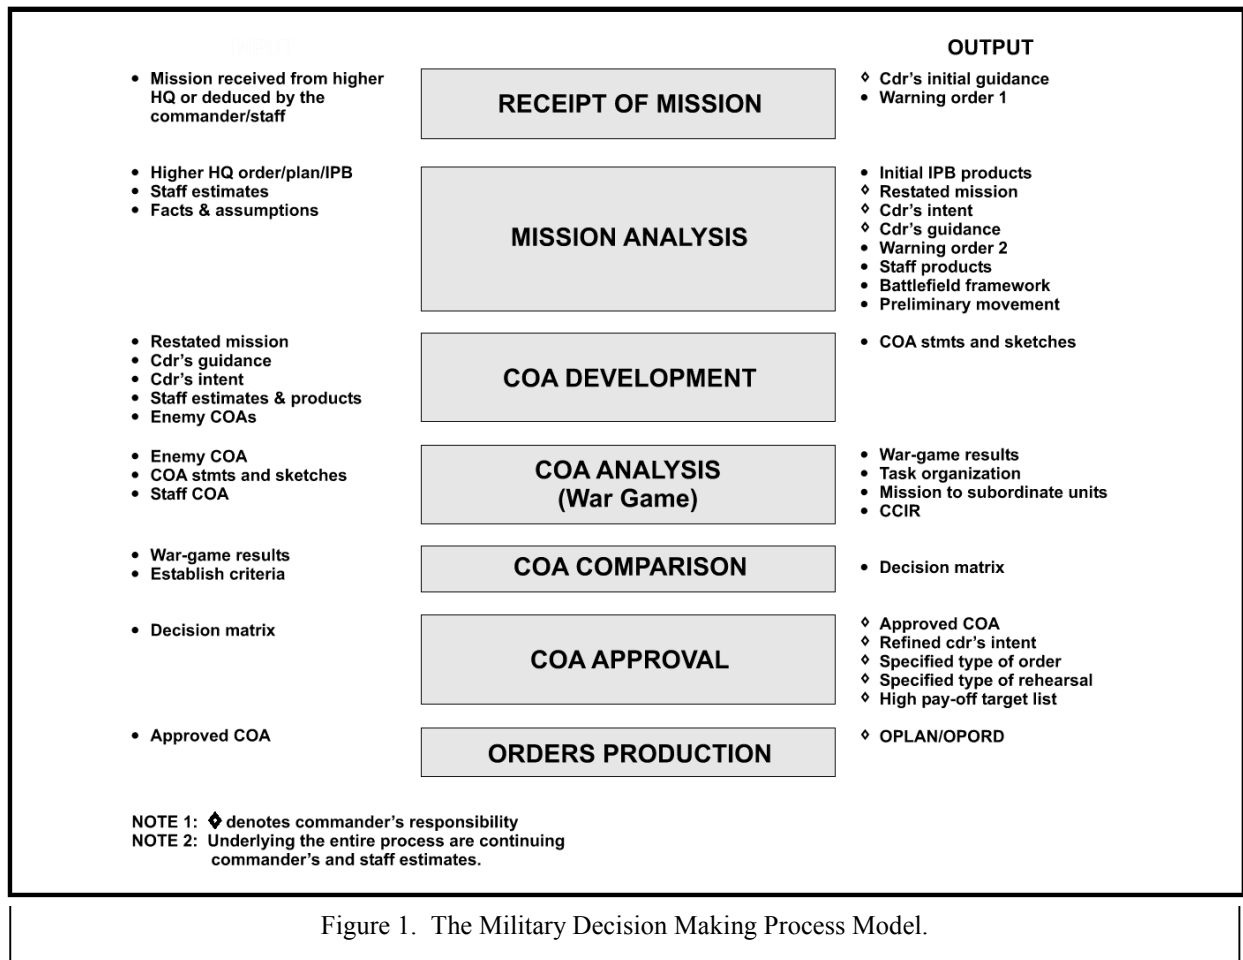 OUTPUT
• Mission received from higher
HQ or deduced by the
commander/staff
RECEIPT OF MISSION
◊ Cdr's initial guidance
• Warning order 1
• Higher HQ order/plan/IPB
• Staff estimates
• Facts & assumptions
MISSION ANALYSIS
• Initial IPB products
◊ Restated mission
◊ Cdr's intent
◊ Cdr's guidance
• Warning order 2
• Staff products
• Battlefield framework
• Preliminary movement
• Restated mission
• Cdr's guidance
• Cdr's intent
• Staff estimates & products
• Enemy COAs
COA DEVELOPMENT
• COA stmts and sketches
• Enemy COA
• COA stmts and sketches
• Staff COA
COA ANALYSIS
(War Game)
• War-game results
• Task organization
• Mission to subordinate units
• CCIR
• War-game results
• Establish criteria
COA COMPARISON
• Decision matrix
• Decision matrix
COA APPROVAL
◊ Approved COA
◊ Refined cdr's intent
◊ Specified type of order
◊ Specified type of rehearsal
◊ High pay-off target list
• Approved COA
ORDERS PRODUCTION
◊ OPLAN/OPORD
NOTE 1: ◊ denotes commander's responsibility
NOTE 2: Underlying the entire process are continuing
commander's and staff estimates.
Figure 1. The Military Decision Making Process Model.